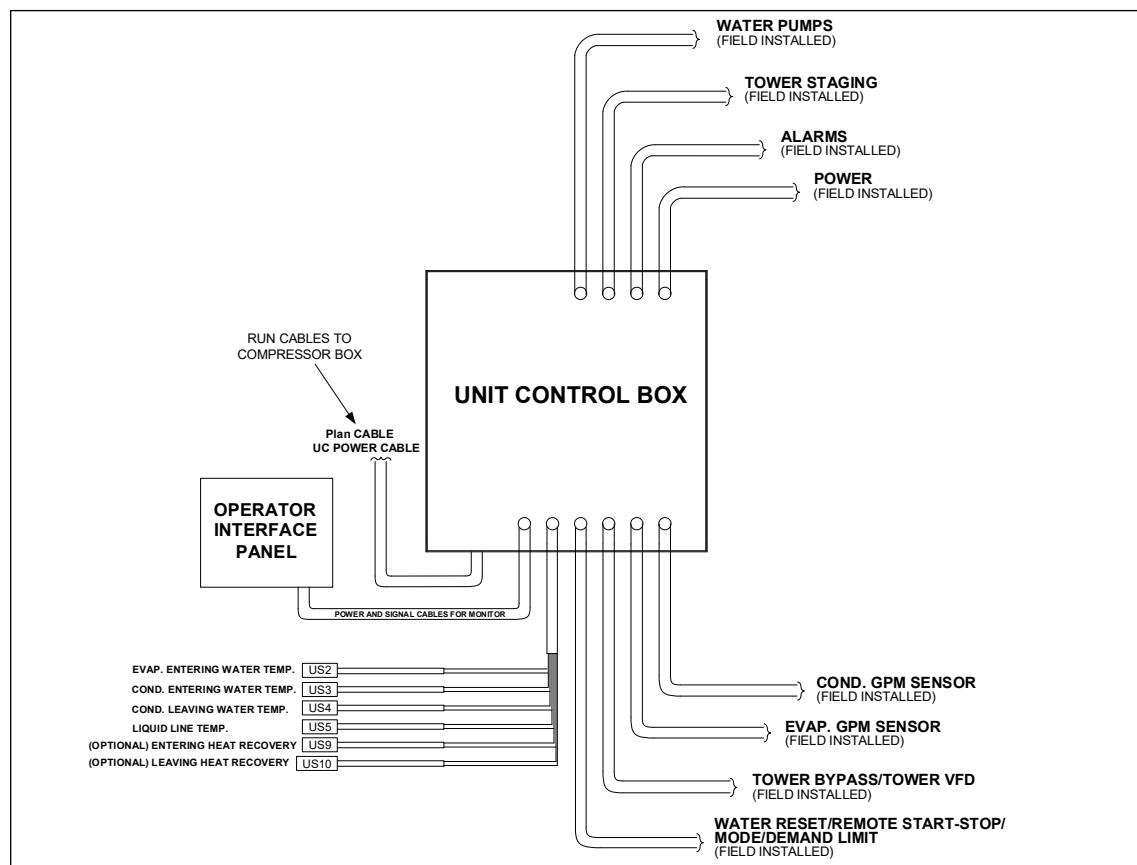 WATER PUMPS
(FIELD INSTALLED)
TOWER STAGING
(FIELD INSTALLED)
ALARMS
(FIELD INSTALLED)
POWER
(FIELD INSTALLED)
RUN CABLES TO
COMPRESSOR BOX
UNIT CONTROL BOX
Plan CABLE
UC POWER CABLE
OPERATOR
INTERFACE
PANEL
POWER AND SIGNAL CABLES FOR MONITOR
EVAP. ENTERING WATER TEMP. US2
COND. ENTERING WATER TEMP. US3
COND. LEAVING WATER TEMP. US4
LIQUID LINE TEMP. US5
(OPTIONAL) ENTERING HEAT RECOVERY US9
(OPTIONAL) LEAVING HEAT RECOVERY US10
COND. GPM SENSOR
(FIELD INSTALLED)
EVAP. GPM SENSOR
(FIELD INSTALLED)
TOWER BYPASS/TOWER VFD
(FIELD INSTALLED)
WATER RESET/REMOTE START-STOP/
MODE/DEMAND LIMIT
(FIELD INSTALLED)